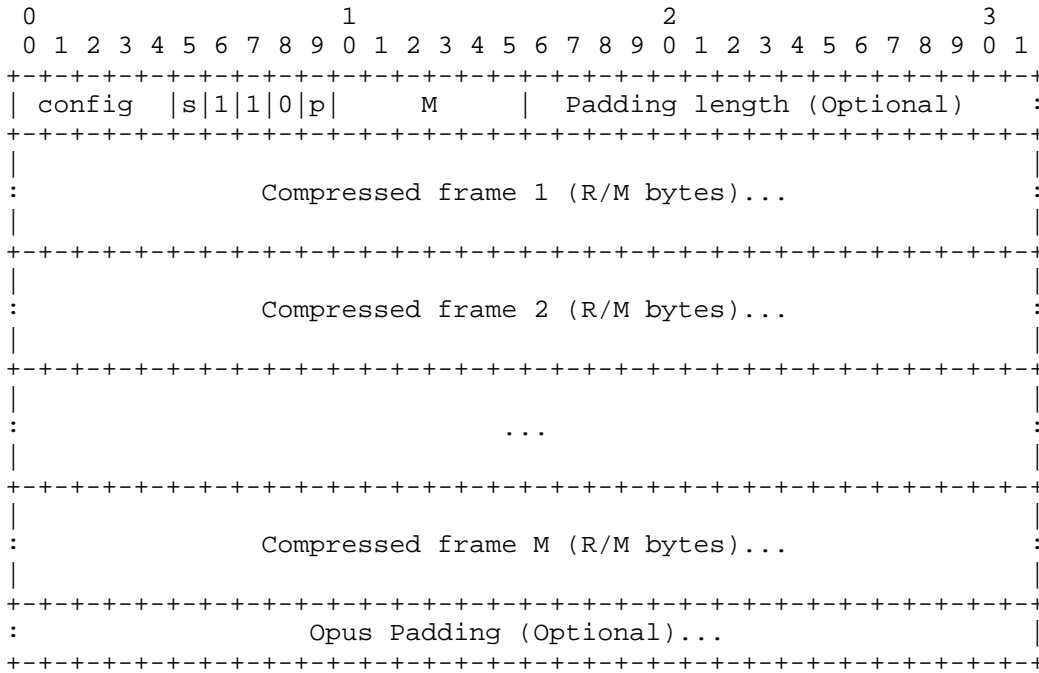 0                   1                   2                   3
 0 1 2 3 4 5 6 7 8 9 0 1 2 3 4 5 6 7 8 9 0 1 2 3 4 5 6 7 8 9 0 1
+-+-+-+-+-+-+-+-+-+-+-+-+-+-+-+-+-+-+-+-+-+-+-+-+-+-+-+-+-+-+-+-+
| config  |s|1|1|0|p|     M     |  Padding length (Optional)    :
+-+-+-+-+-+-+-+-+-+-+-+-+-+-+-+-+-+-+-+-+-+-+-+-+-+-+-+-+-+-+-+-+
|                                                               |
:               Compressed frame 1 (R/M bytes)...               :
|                                                               |
+-+-+-+-+-+-+-+-+-+-+-+-+-+-+-+-+-+-+-+-+-+-+-+-+-+-+-+-+-+-+-+-+
|                                                               |
:               Compressed frame 2 (R/M bytes)...               :
|                                                               |
+-+-+-+-+-+-+-+-+-+-+-+-+-+-+-+-+-+-+-+-+-+-+-+-+-+-+-+-+-+-+-+-+
|                                                               |
:                              ...                              :
|                                                               |
+-+-+-+-+-+-+-+-+-+-+-+-+-+-+-+-+-+-+-+-+-+-+-+-+-+-+-+-+-+-+-+-+
|                                                               |
:               Compressed frame M (R/M bytes)...               :
|                                                               |
+-+-+-+-+-+-+-+-+-+-+-+-+-+-+-+-+-+-+-+-+-+-+-+-+-+-+-+-+-+-+-+-+
:                  Opus Padding (Optional)...                   |
+-+-+-+-+-+-+-+-+-+-+-+-+-+-+-+-+-+-+-+-+-+-+-+-+-+-+-+-+-+-+-+-+